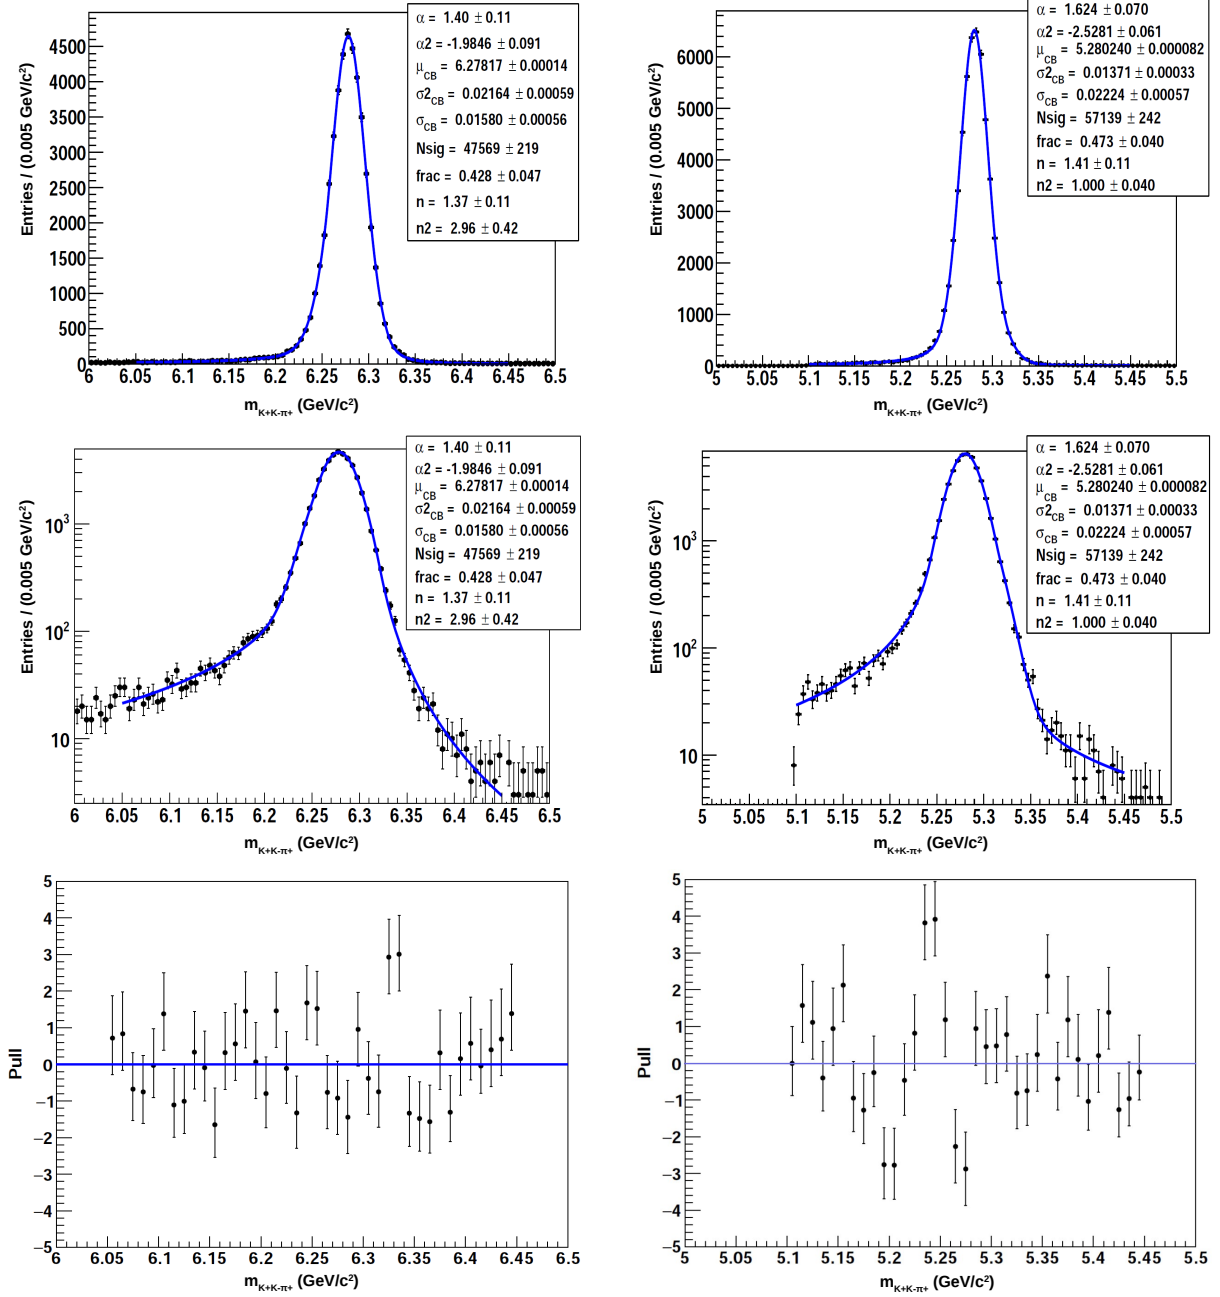 α = 1.40 ± 0.11
α2 = -1.9846 ± 0.091
μCB = 6.27817 ± 0.00014
σ2CB = 0.02164 ± 0.00059
σCB = 0.01580 ± 0.00056
Nsig = 47569 ± 219
frac = 0.428 ± 0.047
n = 1.37 ± 0.11
n2 = 2.96 ± 0.42
Entries / (0.005 GeV/c²)
4500
4000
3500
3000
2500
2000
1500
1000
500
0
6 6.05 6.1 6.15 6.2 6.25 6.3 6.35 6.4 6.45 6.5
mK+K-π+ (GeV/c²)
α = 1.624 ± 0.070
α2 = -2.5281 ± 0.061
μCB = 5.280240 ± 0.000082
σ2CB = 0.01371 ± 0.00033
σCB = 0.02224 ± 0.00057
Nsig = 57139 ± 242
frac = 0.473 ± 0.040
n = 1.41 ± 0.11
n2 = 1.000 ± 0.040
Entries / (0.005 GeV/c²)
6000
5000
4000
3000
2000
1000
0
5 5.05 5.1 5.15 5.2 5.25 5.3 5.35 5.4 5.45 5.5
mK+K-π+ (GeV/c²)
α = 1.40 ± 0.11
α2 = -1.9846 ± 0.091
μCB = 6.27817 ± 0.00014
σ2CB = 0.02164 ± 0.00059
σCB = 0.01580 ± 0.00056
Nsig = 47569 ± 219
frac = 0.428 ± 0.047
n = 1.37 ± 0.11
n2 = 2.96 ± 0.42
Entries / (0.005 GeV/c²)
10³
10²
10
6 6.05 6.1 6.15 6.2 6.25 6.3 6.35 6.4 6.45 6.5
mK+K-π+ (GeV/c²)
α = 1.624 ± 0.070
α2 = -2.5281 ± 0.061
μCB = 5.280240 ± 0.000082
σ2CB = 0.01371 ± 0.00033
σCB = 0.02224 ± 0.00057
Nsig = 57139 ± 242
frac = 0.473 ± 0.040
n = 1.41 ± 0.11
n2 = 1.000 ± 0.040
Entries / (0.005 GeV/c²)
10³
10²
10
5 5.05 5.1 5.15 5.2 5.25 5.3 5.35 5.4 5.45 5.5
mK+K-π+ (GeV/c²)
Pull
5
4
3
2
1
0
−1
−2
−3
−4
−5
6 6.05 6.1 6.15 6.2 6.25 6.3 6.35 6.4 6.45 6.5
mK+K-π+ (GeV/c²)
Pull
5
4
3
2
1
0
−1
−2
−3
−4
−5
5 5.05 5.1 5.15 5.2 5.25 5.3 5.35 5.4 5.45 5.5
mK+K-π+ (GeV/c²)